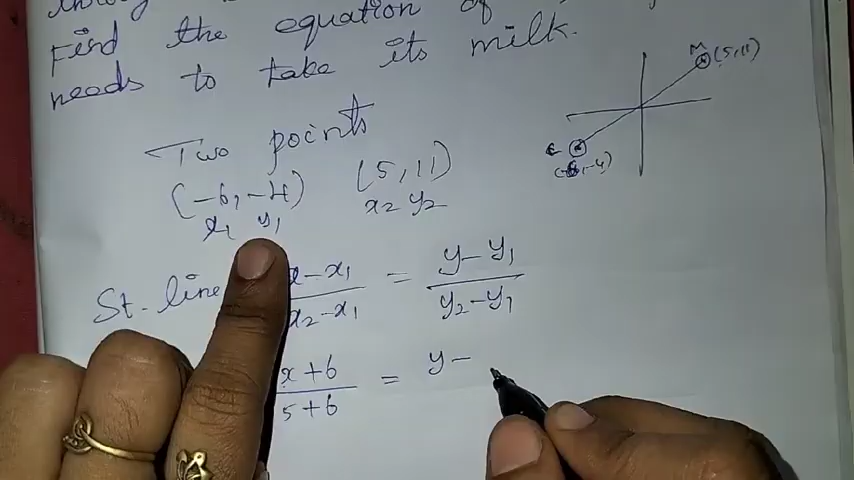 the equation of
Find the
needs to take its milk.
M (5,11)
Two points
(-6,-4) (5,11)
x1 y1 x2 y2
St. line x-x1/x2-x1 = y-y1/y2-y1
x+6/5+6 = y-